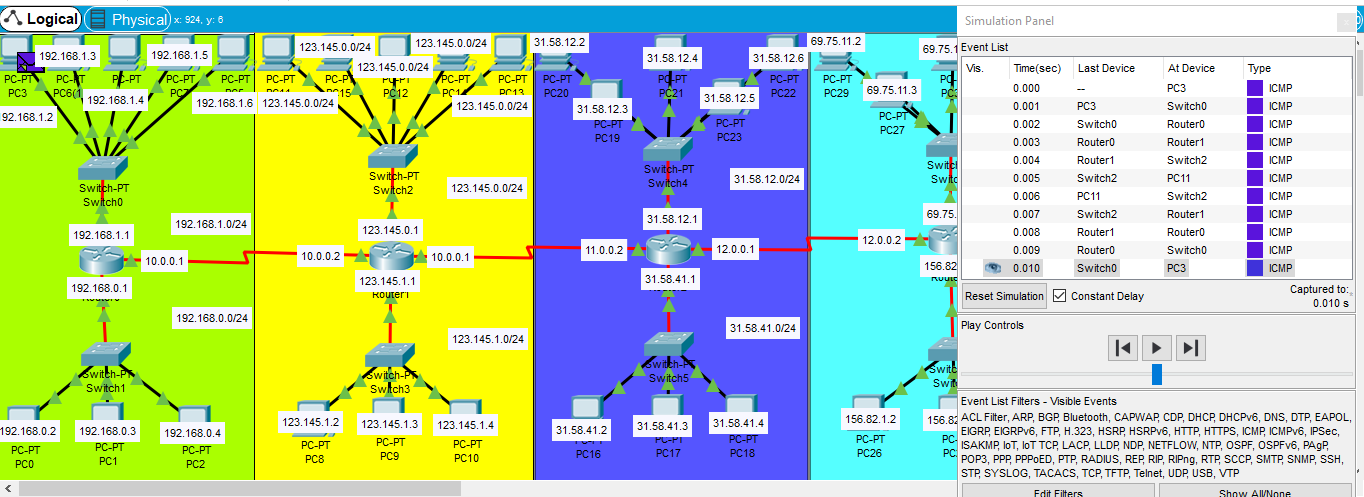 Logical
Physical
x: 924, y: 6
192.168.1.3
192.168.1.5
PC-PT
PC3
PC-PT
PC-PT
PC-PT
PC-PT
PC7
PC5
192.168.1.4
192.168.1.6
92.168.1.2
Switch-PT
Switch0
192.168.1.0/24
192.168.1.1
10.0.0.1
192.168.0.1
192.168.0.0/24
Switch-PT
Switch1
192.168.0.2
192.168.0.3
192.168.0.4
PC-PT
PC0
PC-PT
PC1
PC-PT
PC2
123.145.0.0/24
123.145.0.0/24
123.145.0.0/24
PC-PT
PC-PT
PC-PT
PC-PT
PC15
PC12
PC13
123.145.0.0/24
123.145.0.0/24
Switch-PT
Switch2
123.145.0.0/24
123.145.0.1
10.0.0.2
10.0.0.1
123.145.1.1
Router1
123.145.1.0/24
Switch-PT
Switch3
123.145.1.2
123.145.1.3
123.145.1.4
PC-PT
PC8
PC-PT
PC9
PC-PT
PC10
31.58.12.2
31.58.12.4
31.58.12.6
PC-PT
PC20
PC-PT
PC21
PC-PT
PC22
31.58.12.3
31.58.12.5
PC-PT
PC19
PC-PT
PC23
Switch-PT
Switch4
31.58.12.0/24
31.58.12.1
11.0.0.2
12.0.0.1
31.58.41.1
31.58.41.0/24
Switch-PT
Switch5
31.58.41.2
31.58.41.3
31.58.41.4
PC-PT
PC16
PC-PT
PC17
PC-PT
PC18
69.75.11.2
69.75.1
PC-PT
PC29
69.75.11.3
PC-PT
PC27
69.75.
12.0.0.2
156.82
156.82.1.2
156.82
PC-PT
PC26
Simulation Panel
Event List
Vis. Time(sec) Last Device At Device Type
0.000 -- PC3 ICMP
0.001 PC3 Switch0 ICMP
0.002 Switch0 Router0 ICMP
0.003 Router0 Router1 ICMP
0.004 Router1 Switch2 ICMP
0.005 Switch2 PC11 ICMP
0.006 PC11 Switch2 ICMP
0.007 Switch2 Router1 ICMP
0.008 Router1 Router0 ICMP
0.009 Router0 Switch0 ICMP
0.010 Switch0 PC3 ICMP
Reset Simulation
Constant Delay
Captured to:
0.010 s
Play Controls
Event List Filters - Visible Events
ACL Filter, ARP, BGP, Bluetooth, CAPWAP, CDP, DHCP, DHCPv6, DNS, DTP, EAPOL,
EIGRP, EIGRPv6, FTP, H.323, HSRP, HSRPv6, HTTP, HTTPS, ICMP, ICMPv6, IPSec,
ISAKMP, IoT, IoT TCP, LACP, LLDP, NDP, NETFLOW, NTP, OSPF, OSPFv6, PAgP,
POP3, PPP, PPPoED, PTP, RADIUS, REP, RIP, RIPng, RTP, SCCP, SMTP, SNMP, SSH,
STP, SYSLOG, TACACS, TCP, TFTP, Telnet, UDP, USB, VTP
Edit Filters
Show All/None